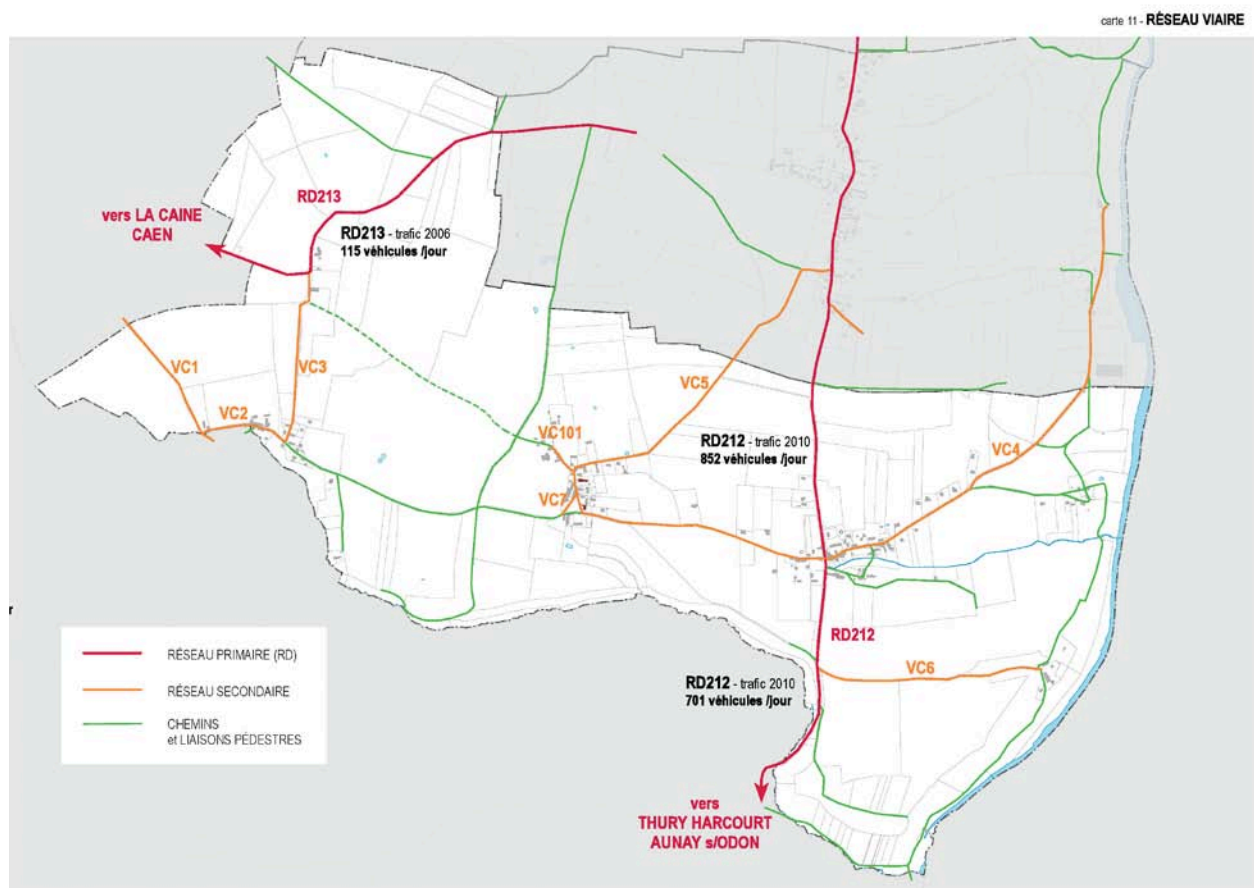 carte 11 - RÉSEAU VIAIRE
RD213
vers LA CAINE
CAEN
RD213 - trafic 2006
115 véhicules /jour
VC1
VC3
VC2
VC5
VC101
RD212 - trafic 2010
852 véhicules /jour
VC4
VC7
RD212
VC6
RD212 - trafic 2010
701 véhicules /jour
r
RÉSEAU PRIMAIRE (RD)
RÉSEAU SECONDAIRE
CHEMINS
et LIAISONS PÉDESTRES
vers
THURY HARCOURT
AUNAY s/ODON